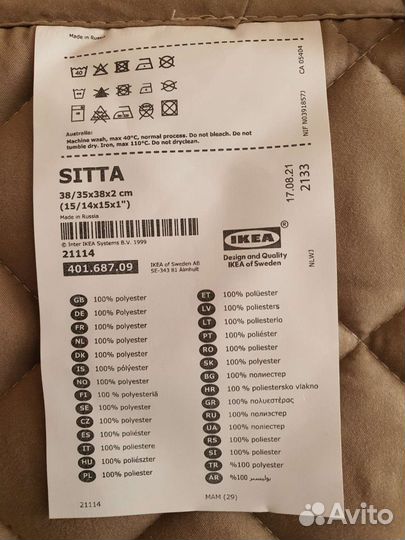 Made in Russia
40
Australia:
Machine wash, max 40°C, normal process. Do not bleach. Do not
tumble dry. Iron, max 110°C. Do not dryclean.
CA 05404
N(F N0391857J
SITTA
38/35x38x2 cm
(15/14x15x1")
Made in Russia
© Inter IKEA Systems B.V. 1999
21114
401.687.09
IKEA of Sweden AB
SE-343 81 Älmhult
17.08.21
2133
IKEA
®
Design and Quality
IKEA of Sweden
NLWJ
GB 100% polyester
DE 100% Polyester
FR 100% polyester
NL 100% polyester
DK 100% polyester
IS 100% pólýester
NO 100% polyester
FI 100 % polyesteriä
SE 100% polyester
CZ 100% polyester
ES 100% poliéster
IT 100% poliestere
HU 100% poliészter
PL 100% poliester
ET 100% polüester
LV 100% poliesters
LT 100% poliesterio
PT 100% poliéster
RO 100% poliester
SK 100% polyester
BG 100% полиестер
HR 100 % poliestersko vlakno
GR 100% πολυεστέρας
RU 100% полиэстер
UA 100% поліестер
RS 100% poliester
SI 100% poliester
TR %100 polyester
AR 100% بوليستر
21114
MAM (29)
Avito